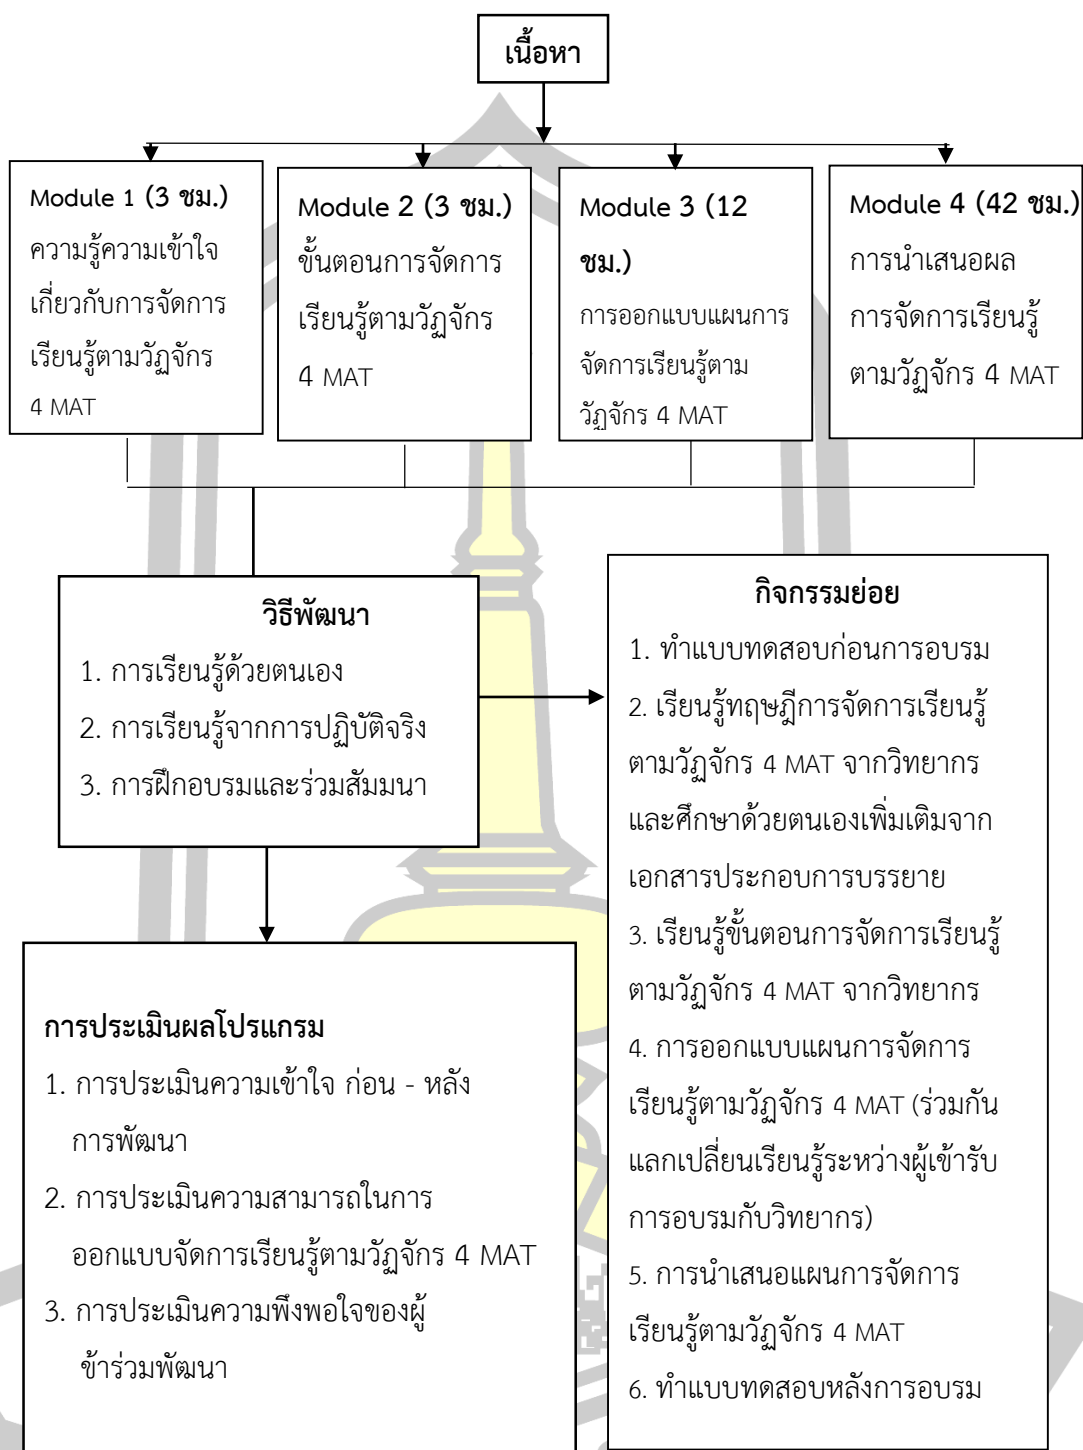 เนื้อหา
Module 1 (3 ชม.)
ความรู้ความเข้าใจ
เกี่ยวกับการจัดการ
เรียนรู้ตามวัฏจักร
4 MAT
Module 2 (3 ชม.)
ขั้นตอนการจัดการ
เรียนรู้ตามวัฏจักร
4 MAT
Module 3 (12
ชม.)
การออกแบบแผนการ
จัดการเรียนรู้ตาม
วัฏจักร 4 MAT
Module 4 (42 ชม.)
การนำเสนอผล
การจัดการเรียนรู้
ตามวัฏจักร 4 MAT
วิธีพัฒนา
1. การเรียนรู้ด้วยตนเอง
2. การเรียนรู้จากการปฏิบัติจริง
3. การฝึกอบรมและร่วมสัมมนา
กิจกรรมย่อย
1. ทำแบบทดสอบก่อนการอบรม
2. เรียนรู้ทฤษฎีการจัดการเรียนรู้
ตามวัฏจักร 4 MAT จากวิทยากร
และศึกษาด้วยตนเองเพิ่มเติมจาก
เอกสารประกอบการบรรยาย
3. เรียนรู้ขั้นตอนการจัดการเรียนรู้
ตามวัฏจักร 4 MAT จากวิทยากร
4. การออกแบบแผนการจัดการ
เรียนรู้ตามวัฏจักร 4 MAT (ร่วมกัน
แลกเปลี่ยนเรียนรู้ระหว่างผู้เข้ารับ
การอบรมกับวิทยากร)
5. การนำเสนอแผนการจัดการ
เรียนรู้ตามวัฏจักร 4 MAT
6. ทำแบบทดสอบหลังการอบรม
การประเมินผลโปรแกรม
1. การประเมินความเข้าใจ ก่อน - หลัง
การพัฒนา
2. การประเมินความสามารถในการ
ออกแบบจัดการเรียนรู้ตามวัฏจักร 4 MAT
3. การประเมินความพึงพอใจของผู้
ข้าร่วมพัฒนา